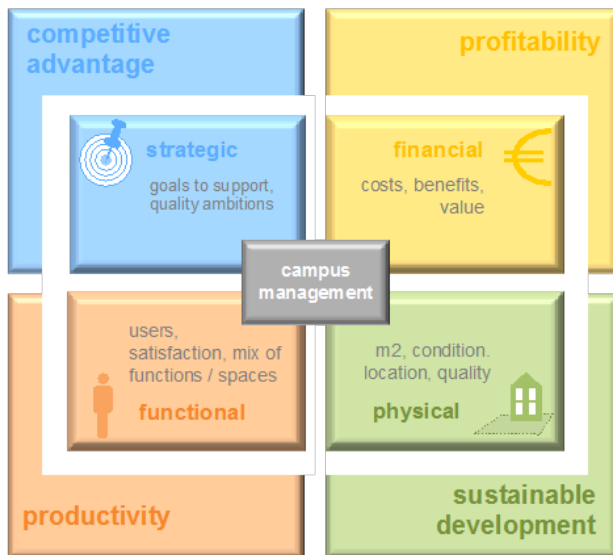 competitive
advantage
profitability
strategic
goals to support,
quality ambitions
financial
costs, benefits,
value
campus
management
users,
satisfaction, mix of
functions / spaces
functional
m2, condition.
location, quality
physical
productivity
sustainable
development